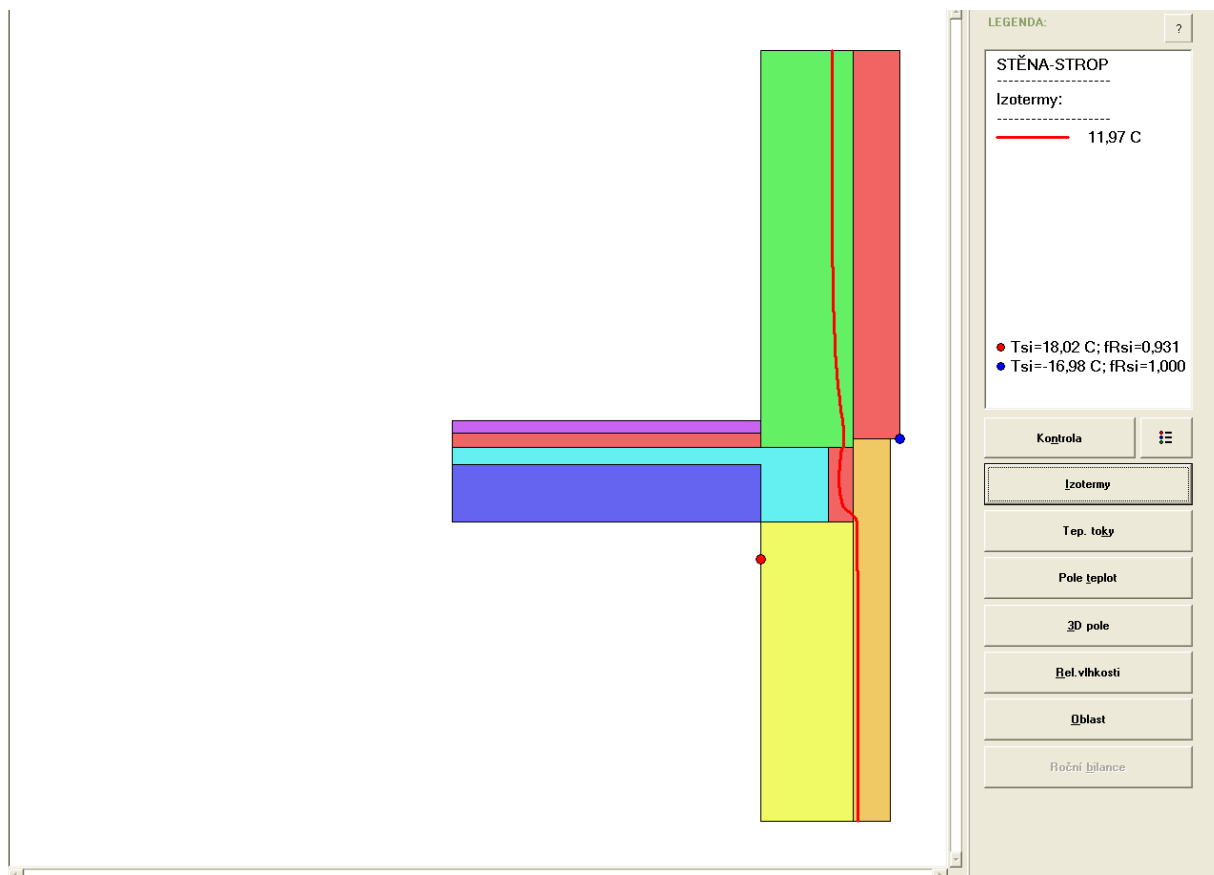 LEGENDA:
?
STĚNA-STROP
--------------------
Izotermy:
--------------------
11,97 C
Tsi=18,02 C; fRsi=0,931
Tsi=-16,98 C; fRsi=1,000
Kontrola
Izotermy
Tep. toky
Pole teplot
3D pole
Rel.vlhkosti
Oblast
Roční bilance